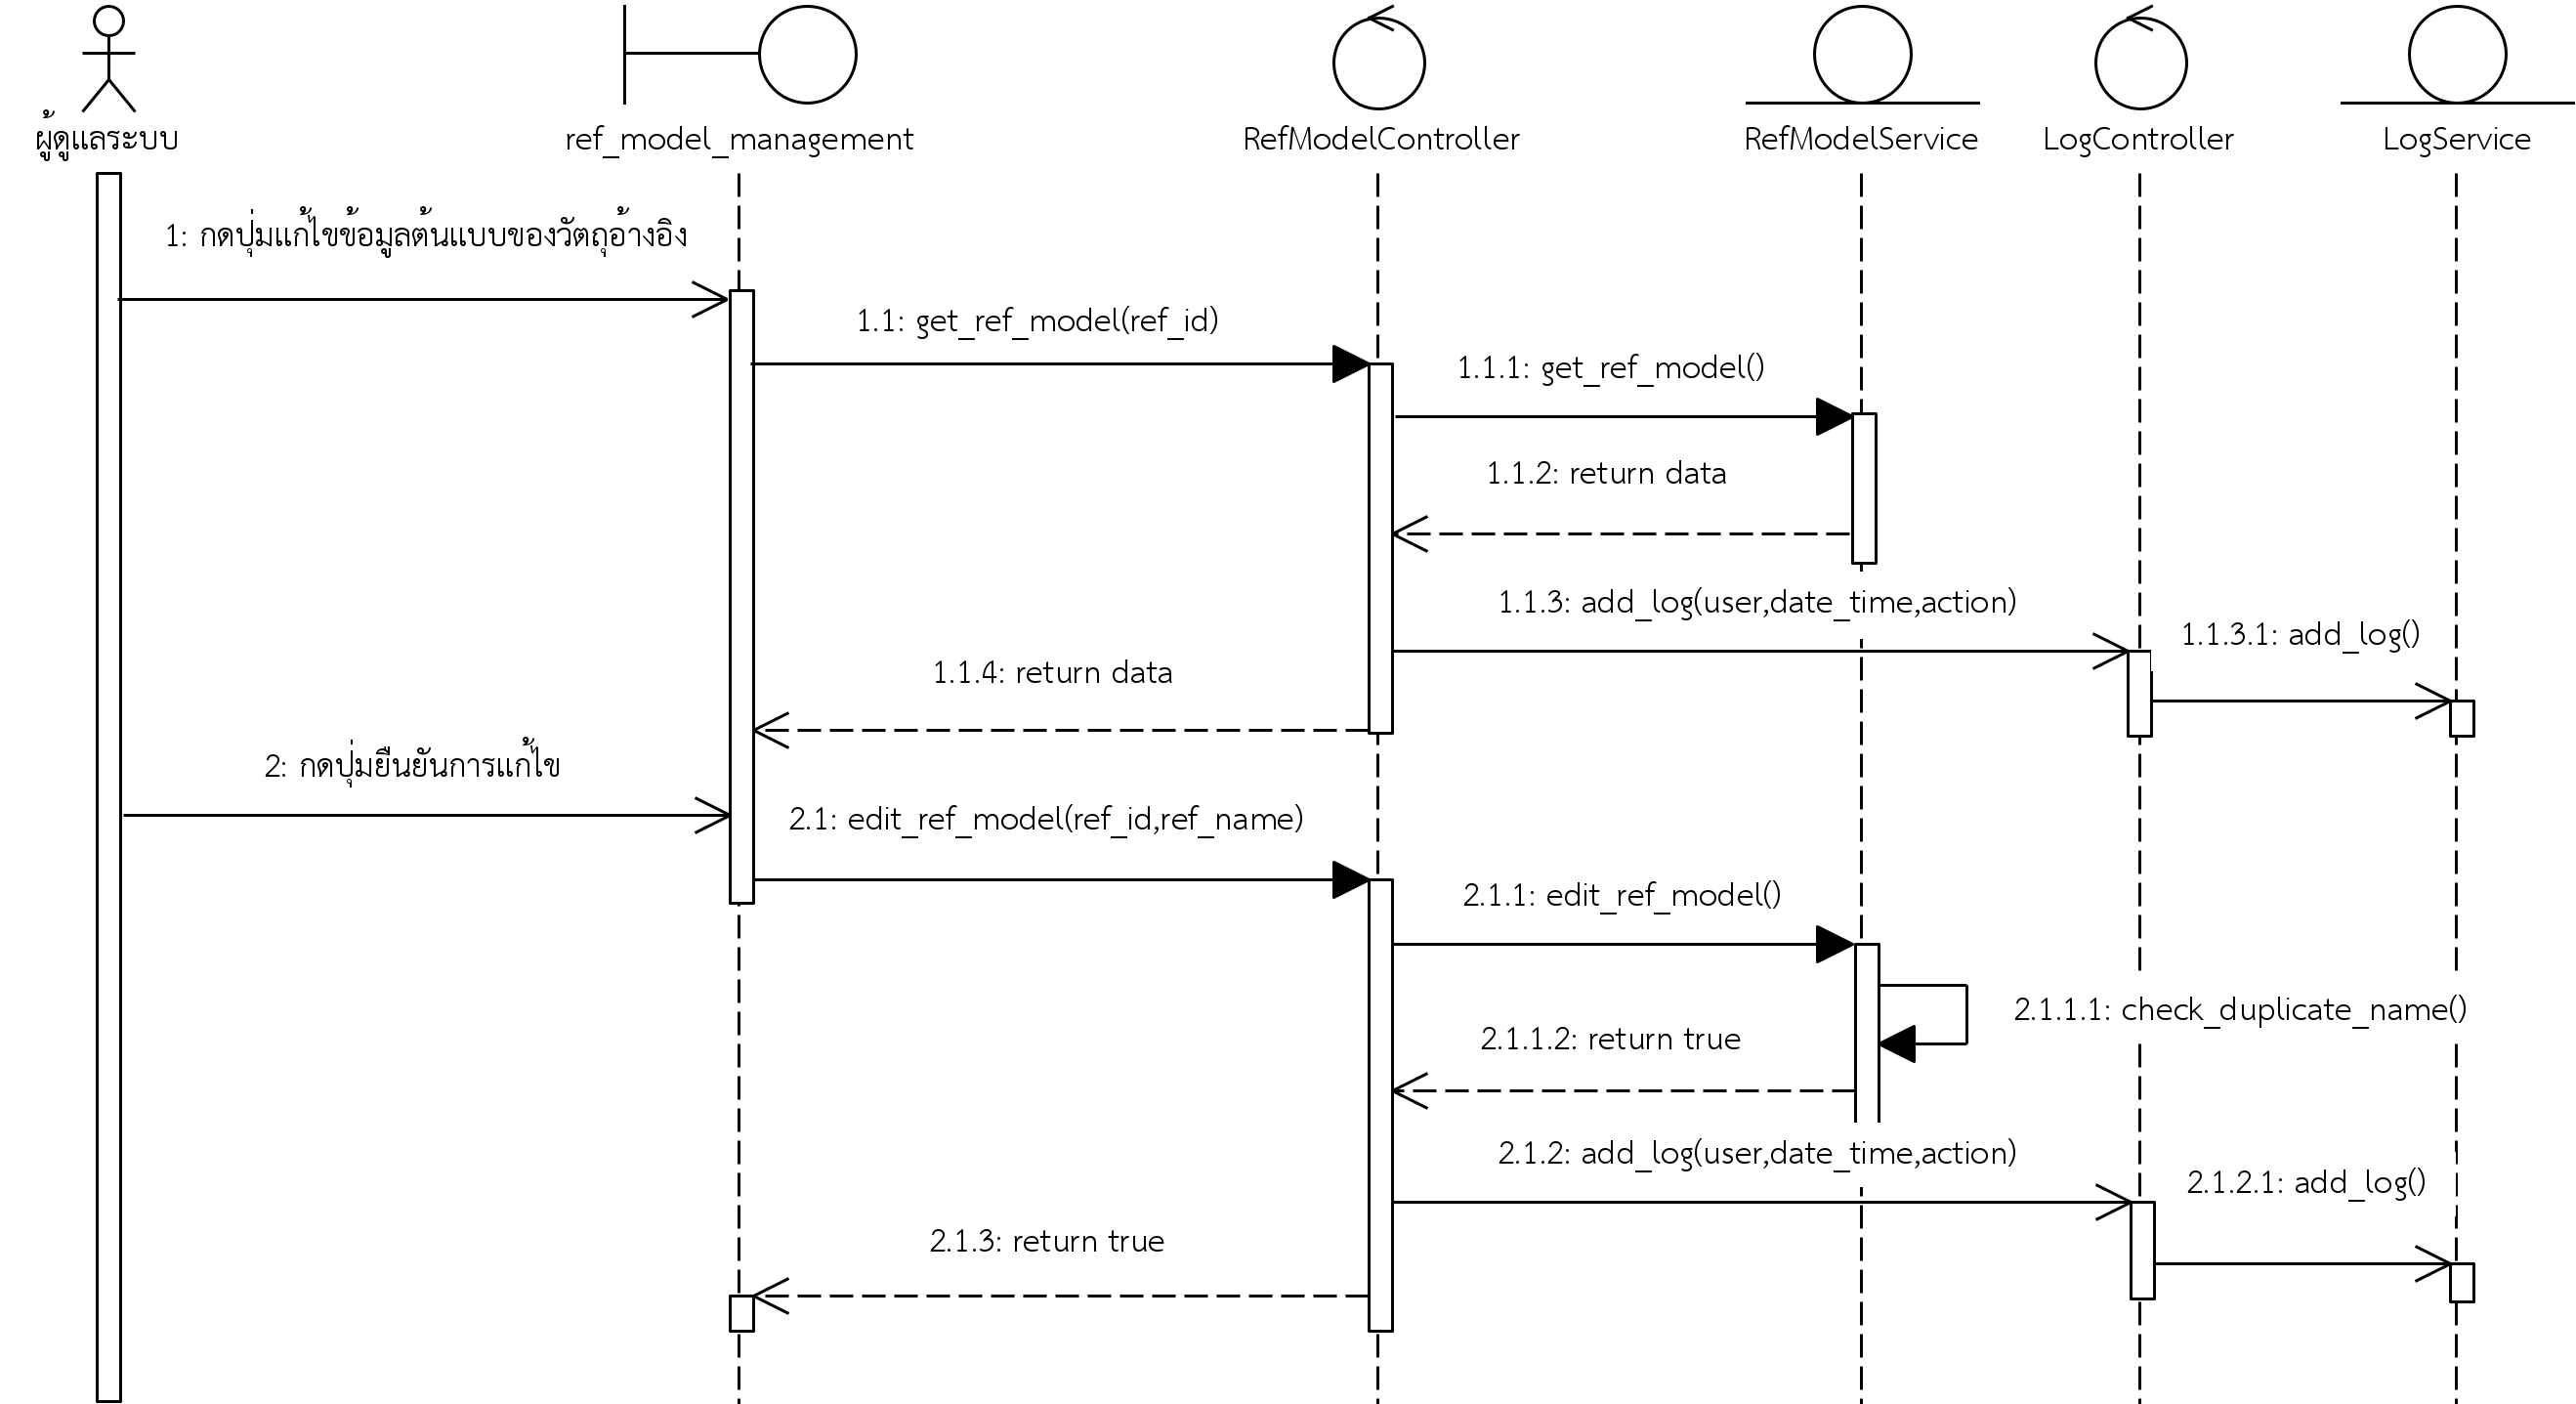 ผู้ดูแลระบบ
ref_model_management
RefModelController
RefModelService
LogController
LogService
1: กดปุ่มแก้ไขข้อมูลต้นแบบของวัตถุอ้างอิง
1.1: get_ref_model(ref_id)
1.1.1: get_ref_model()
1.1.2: return data
1.1.3: add_log(user,date_time,action)
1.1.3.1: add_log()
1.1.4: return data
2: กดปุ่มยืนยันการแก้ไข
2.1: edit_ref_model(ref_id,ref_name)
2.1.1: edit_ref_model()
2.1.1.1: check_duplicate_name()
2.1.1.2: return true
2.1.2: add_log(user,date_time,action)
2.1.2.1: add_log()
2.1.3: return true